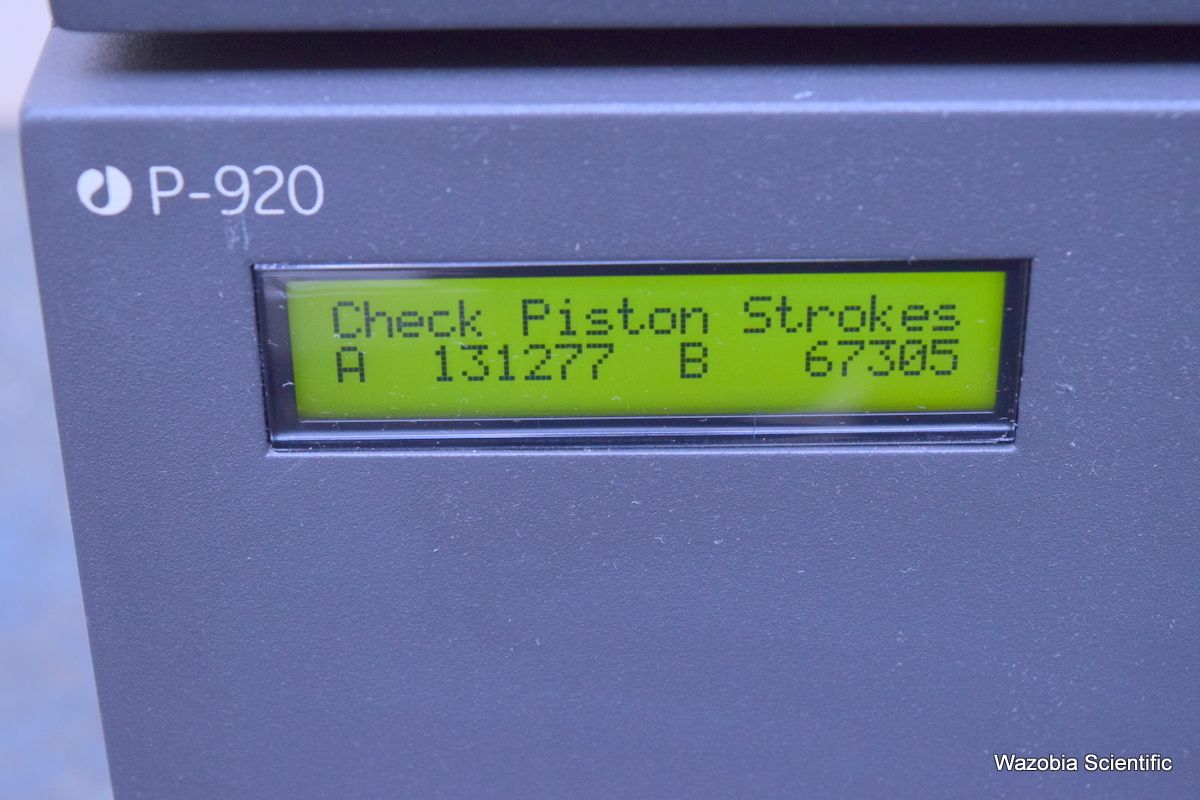 P-920
Check Piston Strokes
A 131277 B 67305
Wazobia Scientific